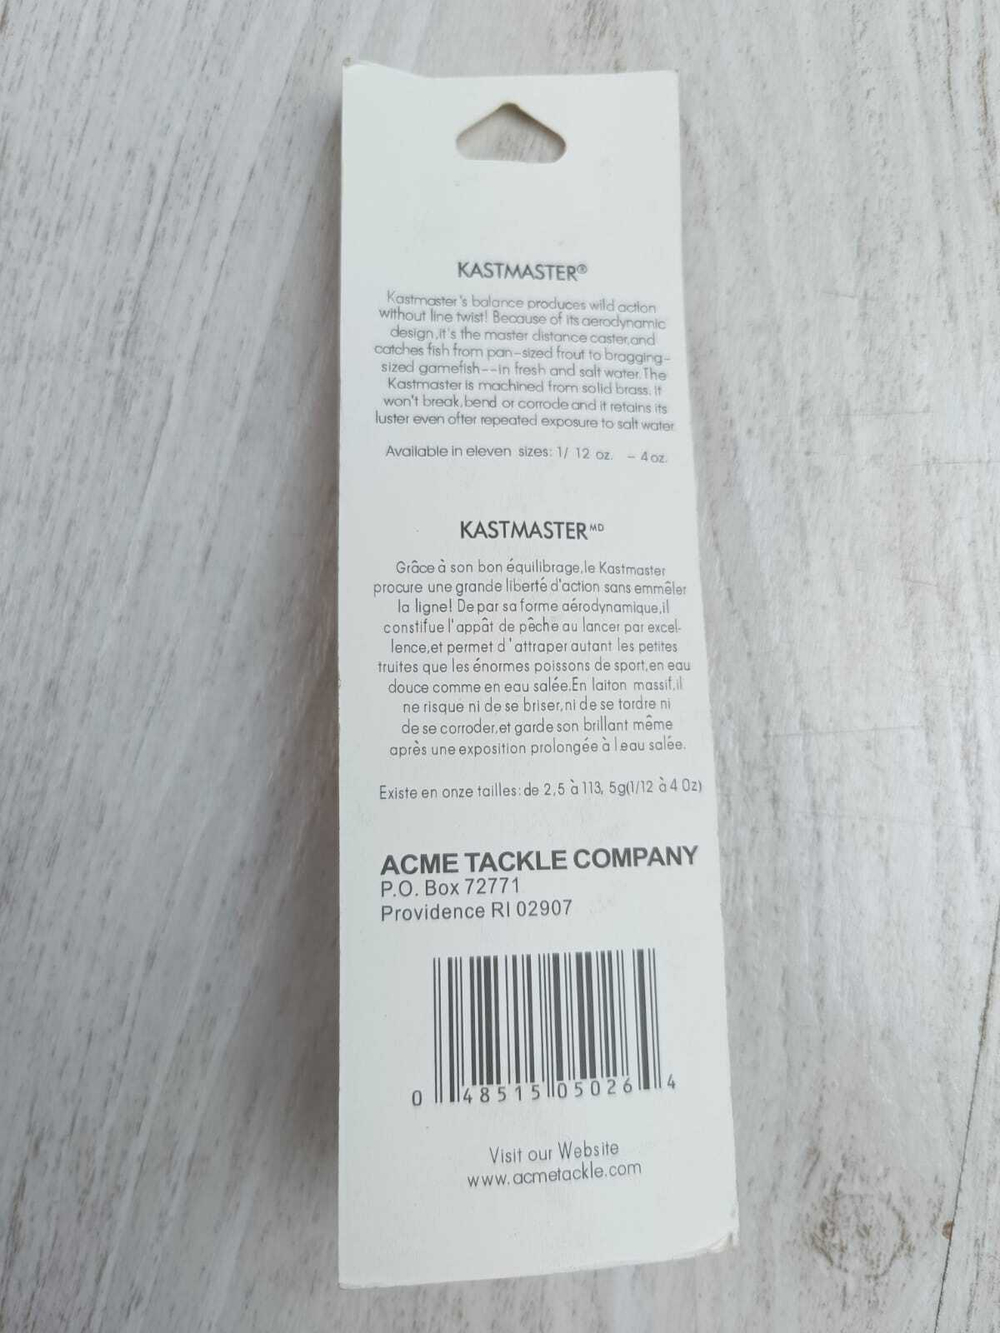 KASTMASTER®
Kastmaster's balance produces wild action
without line twist! Because of its aerodynamic
design,it's the master distance caster,and
catches fish from pan-sized frout to bragging-
sized gamefish--in fresh and salt water.The
Kastmaster is machined from solid brass. It
won't break,bend or corrode and it retains its
luster even ofter repeated exposure to salt water.
Available in eleven sizes: 1/ 12 oz. - 4 oz.
KASTMASTER MD
Grâce à son bon équilibrage,le Kastmaster
procure une grande liberté d'action sans emmêler
la ligne! De par sa forme aérodynamique,il
constifue l'appât de pêche au lancer par excel-
lence,et permet d'attraper autant les petites
truites que les énormes poissons de sport,en eau
douce comme en eau salée.En laiton massif,il
ne risque ni de se briser,ni de se tordre ni
de se corroder,et garde son brillant même
après une exposition prolongée à l eau salée.
Existe en onze tailles: de 2,5 à 113, 5g(1/12 à 4 Oz)
ACME TACKLE COMPANY
P.O. Box 72771
Providence RI 02907
0 48515 05026 4
Visit our Website
www.acmetackle.com